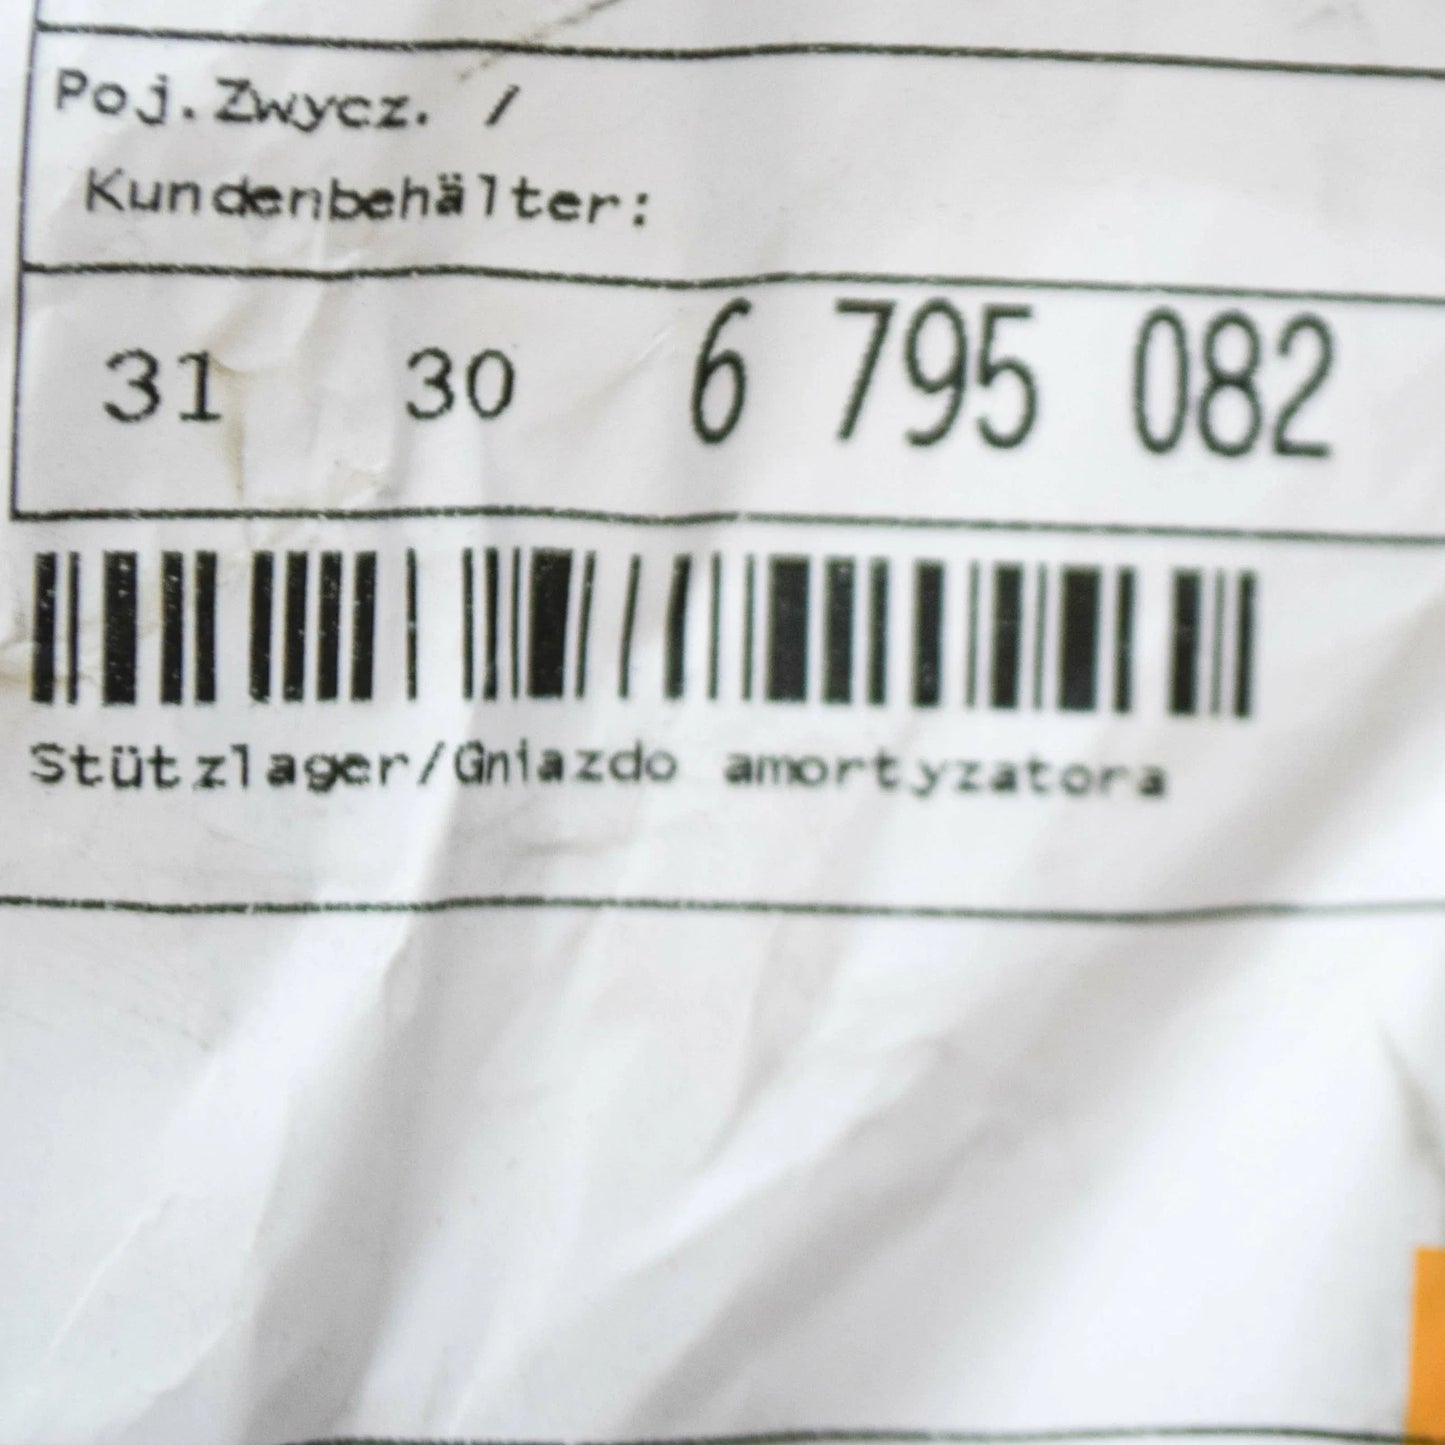 Poj.Zwycz. /
Kundenbehälter:
31 30 6 795 082
Stützlager/Gniazdo amortyzatora